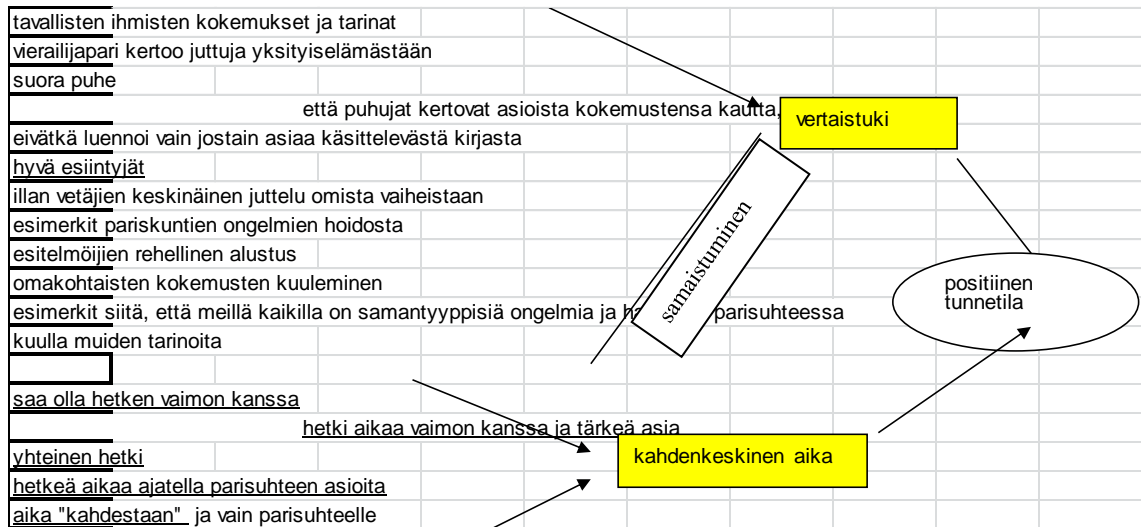 tavallisten ihmisten kokemukset ja tarinat
vierailijapari kertoo juttuja yksityiselämästään
suora puhe
että puhujat kertovat asioista kokemustensa kautta,
vertaistuki
eivätkä luennoi vain jostain asiaa käsittelevästä kirjasta
hyvä esiintyjät
illan vetäjien keskinäinen juttelu omista vaiheistaan
esimerkit pariskuntien ongelmien hoidosta
esitelmöijien rehellinen alustus
samaistuminen
omakohtaisten kokemusten kuuleminen
positiinen
tunnetila
esimerkit siitä, että meillä kaikilla on samantyyppisiä ongelmia ja parisuhteessa
kuulla muiden tarinoita
saa olla hetken vaimon kanssa
hetki aikaa vaimon kanssa ja tärkeä asia
yhteinen hetki
kahdenkeskinen aika
hetkeä aikaa ajatella parisuhteen asioita
aika "kahdestaan" ja vain parisuhteelle